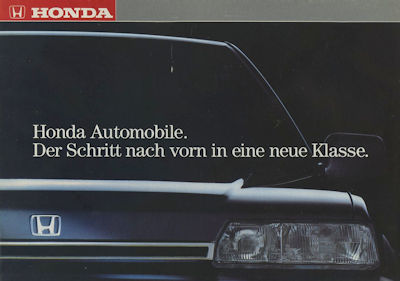 HONDA
Honda Automobile.
Der Schritt nach vorn in eine neue Klasse.